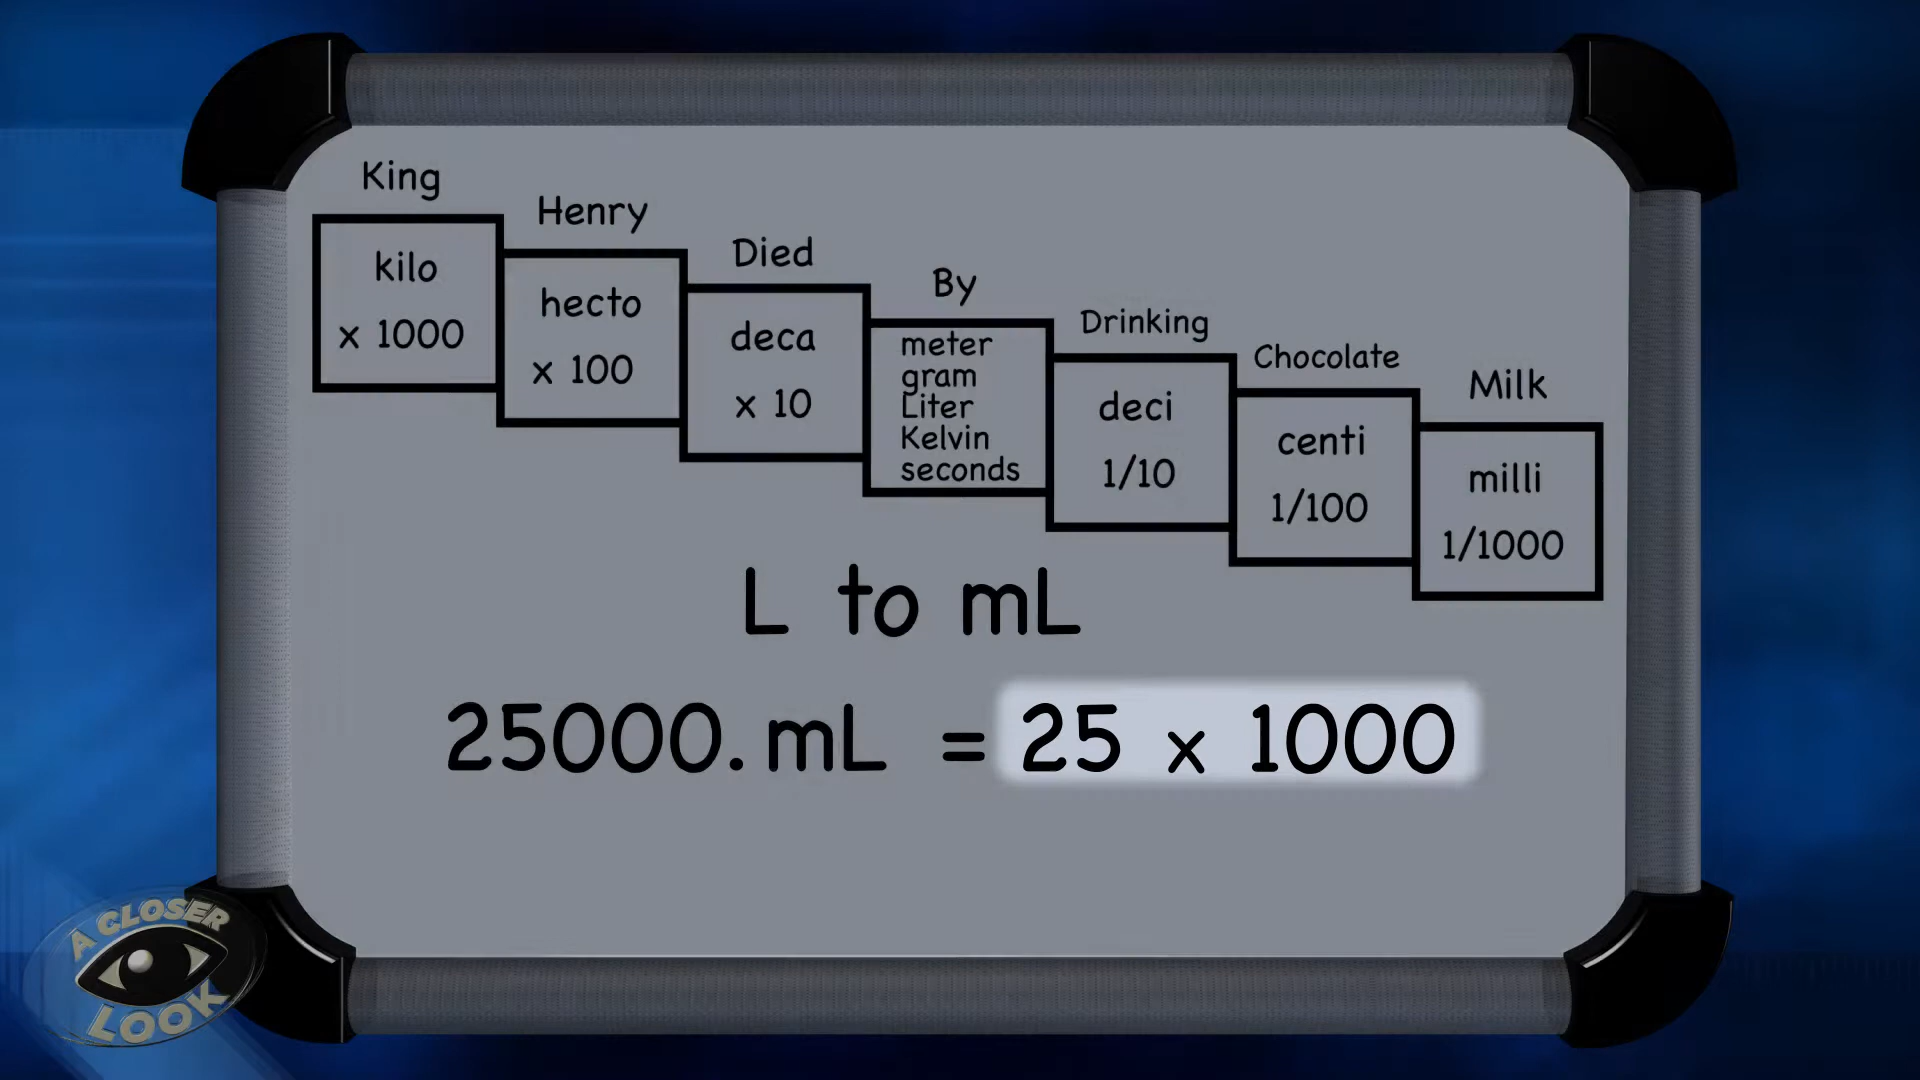 King
Henry
Died
By
Drinking
Chocolate
Milk
kilo
x 1000
hecto
x 100
deca
x 10
meter
gram
Liter
Kelvin
seconds
deci
1/10
centi
1/100
milli
1/1000
L to mL
25000. mL = 25 x 1000
A CLOSER
LOOK